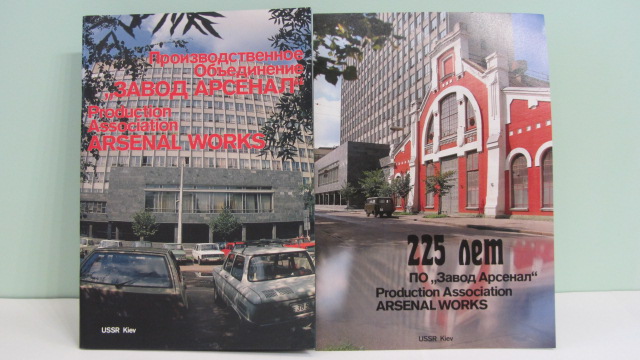 Производственное
Объединение
„ЗАВОД АРСЕНАЛ“
Production
Association
ARSENAL WORKS
USSR Kiev
225 лет
ПО „Завод Арсенал“
Production Association
ARSENAL WORKS
USSR Kiev